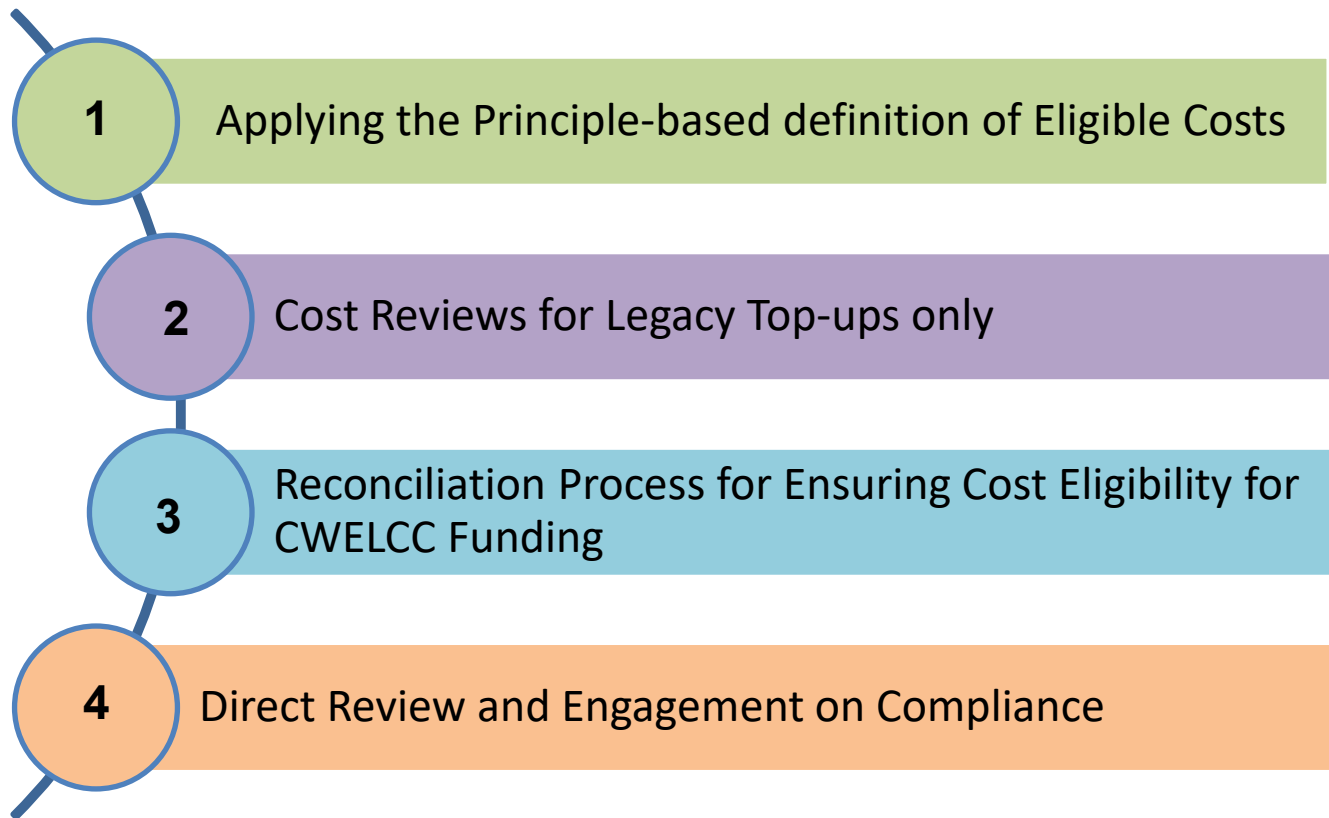 1
Applying the Principle-based definition of Eligible Costs
2
Cost Reviews for Legacy Top-ups only
3
Reconciliation Process for Ensuring Cost Eligibility for
CWELCC Funding
4
Direct Review and Engagement on Compliance